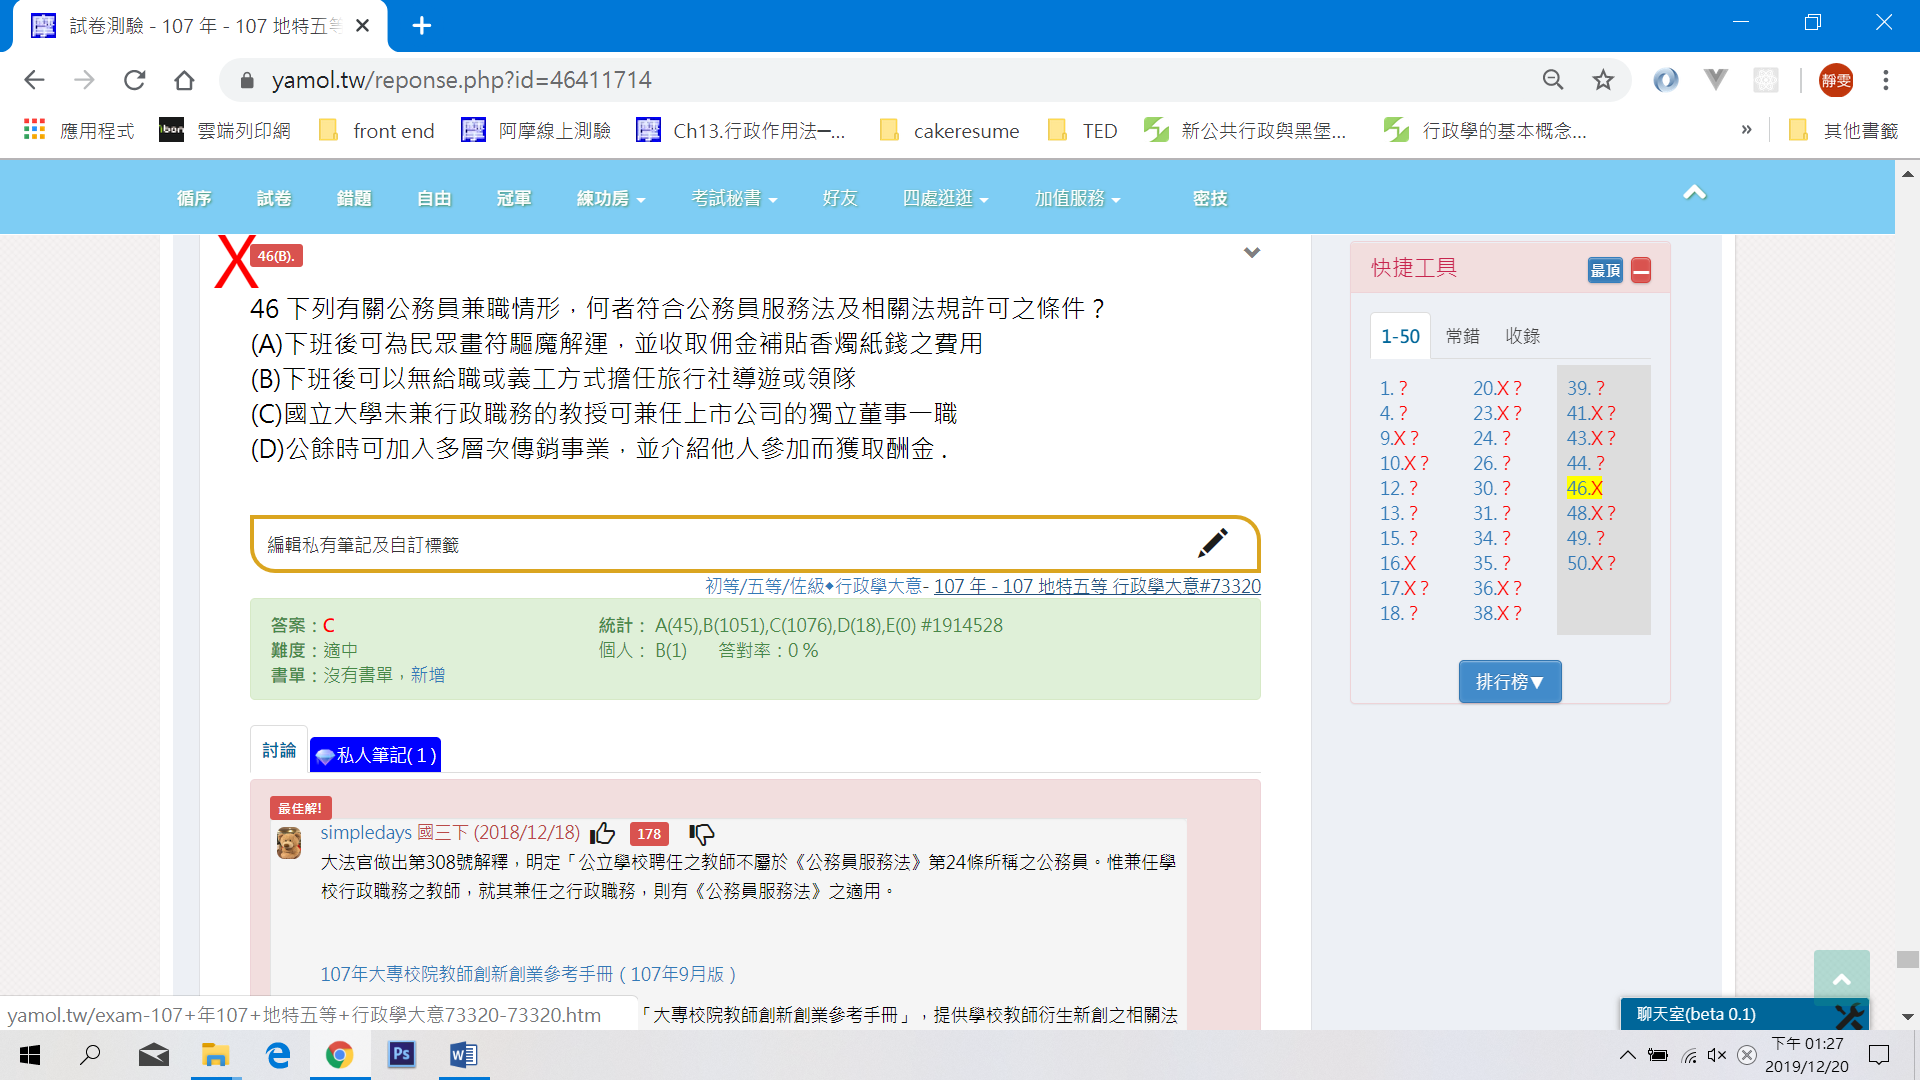 試卷測驗 - 107 年 - 107 地特五等
yamol.tw/reponse.php?id=46411714
靜雯
應用程式
ibon
雲端列印網
front end
阿摩線上測驗
Ch13.行政作用法─...
cakeresume
TED
新公共行政與黑堡...
行政學的基本概念...
»
其他書籤
循序
試卷
錯題
自由
冠軍
練功房
考試秘書
好友
四處逛逛
加值服務
密技
X
46(B).
46 下列有關公務員兼職情形，何者符合公務員服務法及相關法規許可之條件？
(A)下班後可為民眾畫符驅魔解運，並收取佣金補貼香燭紙錢之費用
(B)下班後可以無給職或義工方式擔任旅行社導遊或領隊
(C)國立大學未兼行政職務的教授可兼任上市公司的獨立董事一職
(D)公餘時可加入多層次傳銷事業，並介紹他人參加而獲取酬金 .
編輯私有筆記及自訂標籤
初等/五等/佐級◆行政學大意- 107 年 - 107 地特五等 行政學大意#73320
答案：C
難度：適中
書單：沒有書單，新增
統計： A(45),B(1051),C(1076),D(18),E(0) #1914528
個人： B(1) 答對率：0 %
討論
私人筆記( 1 )
最佳解!
simpledays 國三下 (2018/12/18) 178
大法官做出第308號解釋，明定「公立學校聘任之教師不屬於《公務員服務法》第24條所稱之公務員。惟兼任學
校行政職務之教師，就其兼任之行政職務，則有《公務員服務法》之適用。
107年大專校院教師創新創業參考手冊（107年9月版）
「大專校院教師創新創業參考手冊」，提供學校教師衍生新創之相關法
快捷工具
最頂
1-50
常錯
收錄
1. ?
4. ?
9.X ?
10.X ?
12. ?
13. ?
15. ?
16.X
17.X ?
18. ?
20.X ?
23.X ?
24. ?
26. ?
30. ?
31. ?
34. ?
35. ?
36.X ?
38.X ?
39. ?
41.X ?
43.X ?
44. ?
46.X
48.X ?
49. ?
50.X ?
排行榜▼
yamol.tw/exam-107+年107+地特五等+行政學大意73320-73320.htm
聊天室(beta 0.1)
Ps
下午 01:27
2019/12/20